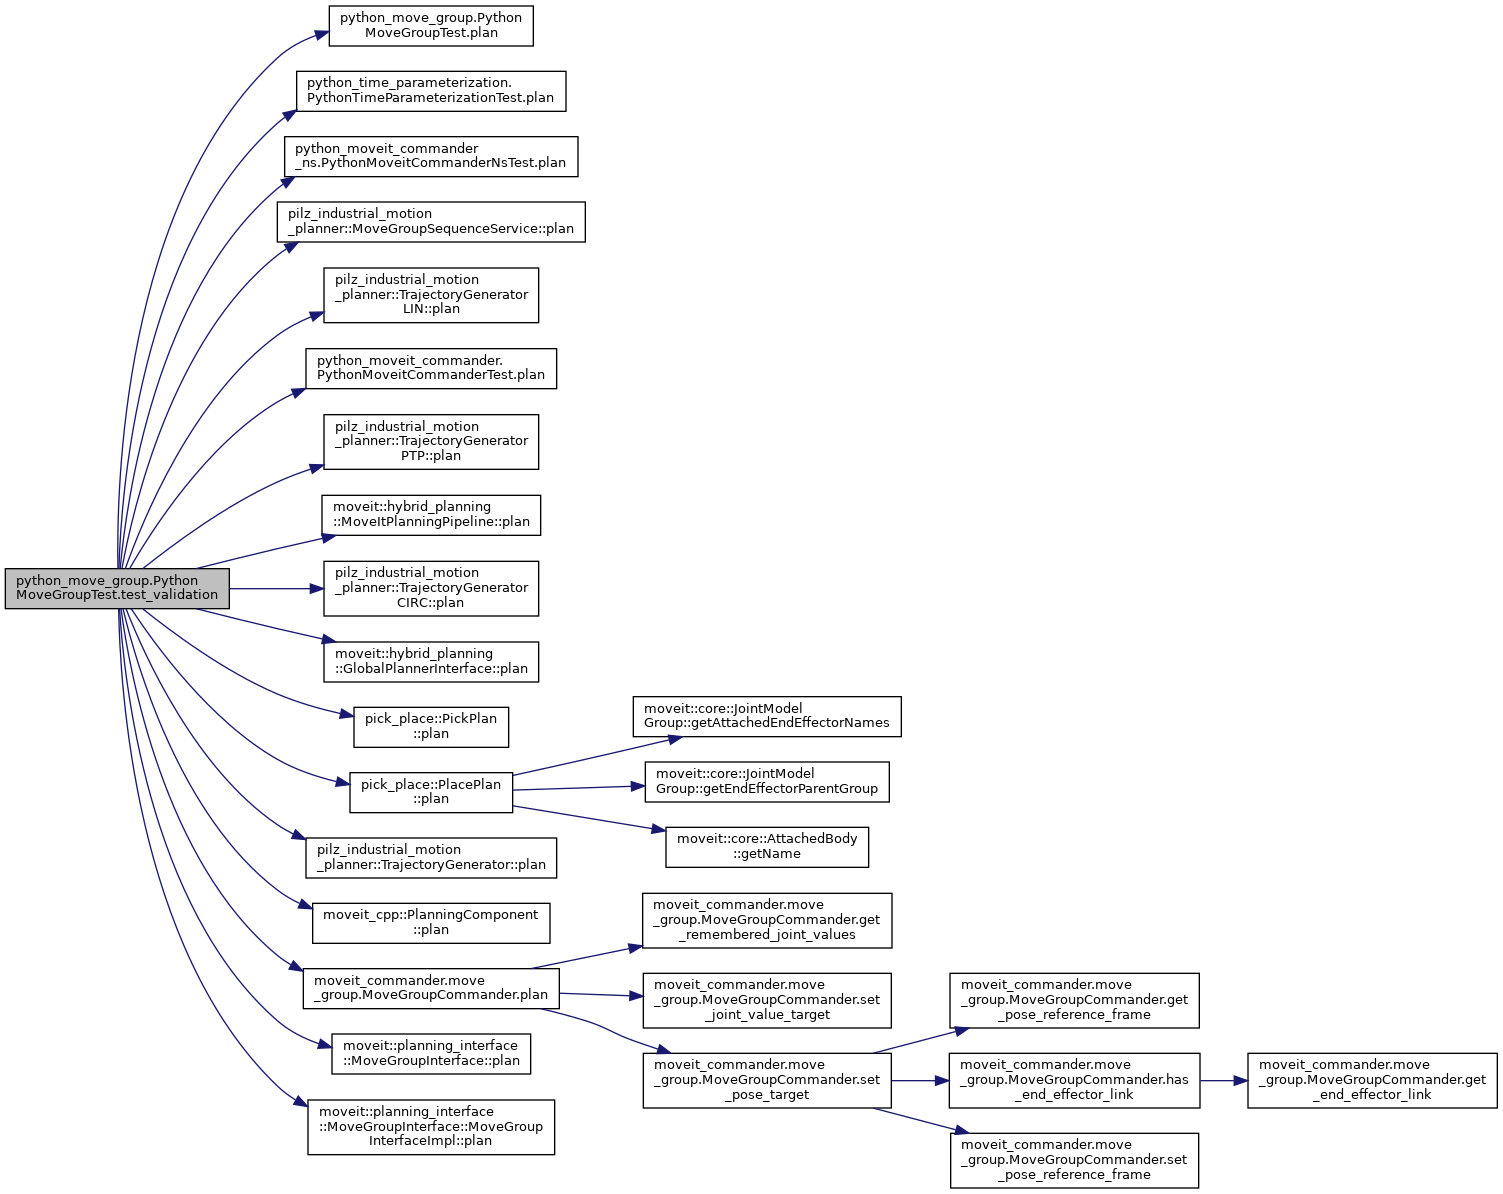 python_move_group.Python
MoveGroupTest.plan
python_time_parameterization.
PythonTimeParameterizationTest.plan
python_moveit_commander
_ns.PythonMoveitCommanderNsTest.plan
pilz_industrial_motion
_planner::MoveGroupSequenceService::plan
pilz_industrial_motion
_planner::TrajectoryGenerator
LIN::plan
python_moveit_commander.
PythonMoveitCommanderTest.plan
pilz_industrial_motion
_planner::TrajectoryGenerator
PTP::plan
moveit::hybrid_planning
::MoveItPlanningPipeline::plan
python_move_group.Python
MoveGroupTest.test_validation
pilz_industrial_motion
_planner::TrajectoryGenerator
CIRC::plan
moveit::hybrid_planning
::GlobalPlannerInterface::plan
pick_place::PickPlan
::plan
pick_place::PlacePlan
::plan
moveit::core::JointModel
Group::getAttachedEndEffectorNames
moveit::core::JointModel
Group::getEndEffectorParentGroup
moveit::core::AttachedBody
::getName
pilz_industrial_motion
_planner::TrajectoryGenerator::plan
moveit_cpp::PlanningComponent
::plan
moveit_commander.move
_group.MoveGroupCommander.plan
moveit_commander.move
_group.MoveGroupCommander.get
_remembered_joint_values
moveit_commander.move
_group.MoveGroupCommander.set
_joint_value_target
moveit_commander.move
_group.MoveGroupCommander.set
_pose_target
moveit_commander.move
_group.MoveGroupCommander.get
_pose_reference_frame
moveit_commander.move
_group.MoveGroupCommander.has
_end_effector_link
moveit_commander.move
_group.MoveGroupCommander.get
_end_effector_link
moveit_commander.move
_group.MoveGroupCommander.set
_pose_reference_frame
moveit::planning_interface
::MoveGroupInterface::plan
moveit::planning_interface
::MoveGroupInterface::MoveGroup
InterfaceImpl::plan